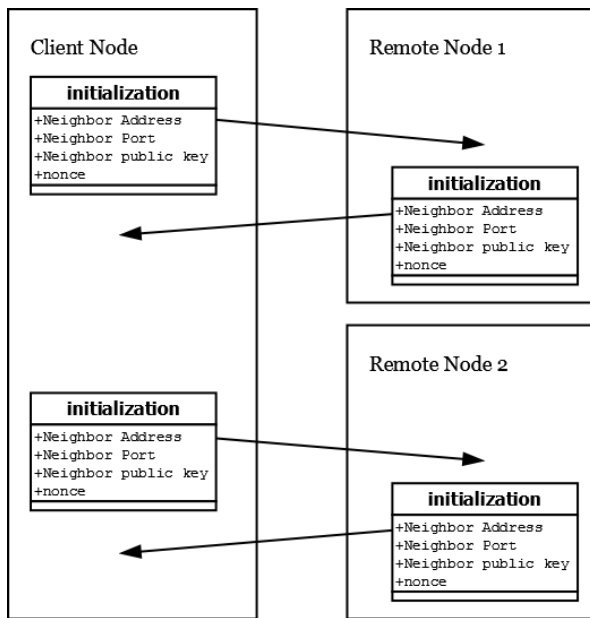 Client Node
initialization
+Neighbor Address
+Neighbor Port
+Neighbor public key
+nonce
Remote Node 1
initialization
+Neighbor Address
+Neighbor Port
+Neighbor public key
+nonce
initialization
+Neighbor Address
+Neighbor Port
+Neighbor public key
+nonce
Remote Node 2
initialization
+Neighbor Address
+Neighbor Port
+Neighbor public key
+nonce